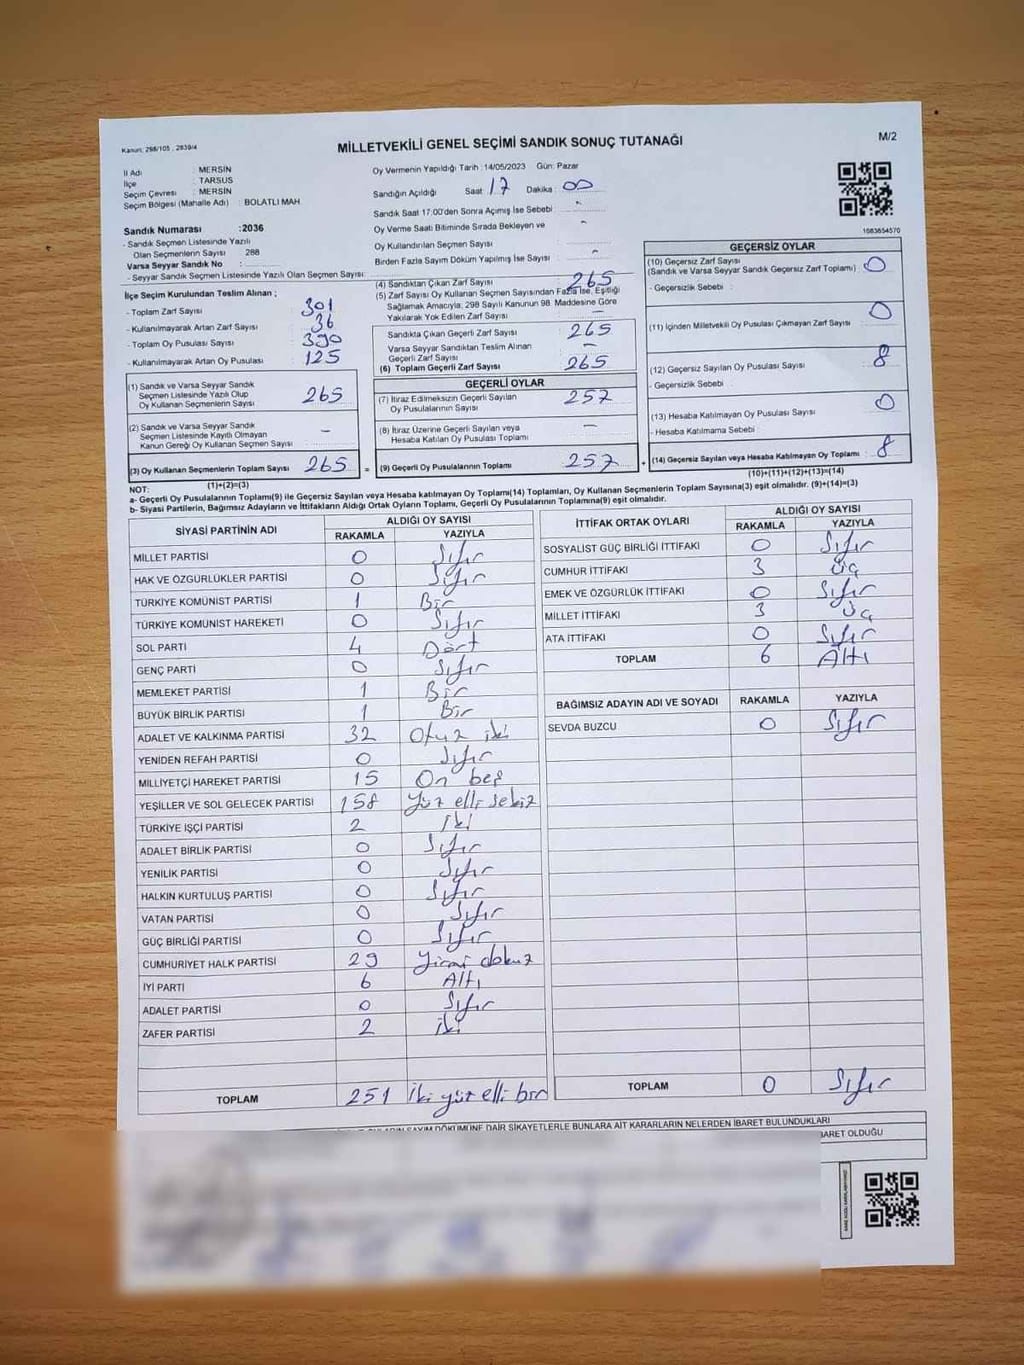 Kanun: 298/105 , 2839/4
MİLLETVEKİLİ GENEL SEÇİMİ SANDIK SONUÇ TUTANAĞI
M/2
İl Adı : MERSİN
İlçe : TARSUS
Seçim Çevresi : MERSİN
Seçim Bölgesi (Mahalle Adı) : BOLATLI MAH.
Sandık Numarası :2036
- Sandık Seçmen Listesinde Yazılı
Olan Seçmenlerin Sayısı 288
Varsa Seyyar Sandık No :
- Seyyar Sandık Seçmen Listesinde Yazılı Olan Seçmen Sayısı:
Oy Vermenin Yapıldığı Tarih :14/05/2023 Gün: Pazar
Sandığın Açıldığı Saat : 17 Dakika : 00
Sandık Saat 17:00'den Sonra Açımış İse Sebebi : -
Oy Verme Saati Bitiminde Sırada Bekleyen ve
Oy Kullandırılan Seçmen Sayısı -
Birden Fazla Sayım Döküm Yapılmış İse Sayısı : -
1683654570
İlçe Seçim Kurulundan Teslim Alınan ;
- Toplam Zarf Sayısı 301
- Kullanılmayarak Artan Zarf Sayısı : 36
- Toplam Oy Pusulası Sayısı : 390
- Kullanılmayarak Artan Oy Pusulası : 125
(1) Sandık ve Varsa Seyyar Sandık
Seçmen Listesinde Yazılı Olup
Oy Kullanan Seçmenlerin Sayısı 265
(2) Sandık ve Varsa Seyyar Sandık
Seçmen Listesinde Kayıtlı Olmayan
Kanun Gereği Oy Kullanan Seçmen Sayısı -
(3) Oy Kullanan Seçmenlerin Toplam Sayısı 265 =
(1)+(2)=(3)
(4) Sandıktan Çıkan Zarf Sayısı : 265
(5) Zarf Sayısı Oy Kullanan Seçmen Sayısından Fazla İse, Eşitliği
Sağlamak Amacıyla, 298 Sayılı Kanunun 98. Maddesine Göre
Yakılarak Yok Edilen Zarf Sayısı : -
Sandıkta Çıkan Geçerli Zarf Sayısı : 265
Varsa Seyyar Sandıktan Teslim Alınan
Geçerli Zarf Sayısı : -
(6) Toplam Geçerli Zarf Sayısı : 265
GEÇERLİ OYLAR
(7) İtiraz Edilmeksizin Geçerli Sayılan
Oy Pusulalarının Sayısı : 257
(8) İtiraz Üzerine Geçerli Sayılan veya
Hesaba Katılan Oy Pusulası Toplamı -
(9) Geçerli Oy Pusulalarının Toplamı : 257 +
GEÇERSİZ OYLAR
(10) Geçersiz Zarf Sayısı
(Sandık ve Varsa Seyyar Sandık Geçersiz Zarf Toplamı) : 0
- Geçersizlik Sebebi :
(11) İçinden Milletvekili Oy Pusulası Çıkmayan Zarf Sayısı : 0
(12) Geçersiz Sayılan Oy Pusulası Sayısı : 8
- Geçersizlik Sebebi :
(13) Hesaba Katılmayan Oy Pusulası Sayısı : 0
- Hesaba Katılmama Sebebi :
(14) Geçersiz Sayılan veya Hesaba Katılmayan Oy Toplamı : 8
(10)+(11)+(12)+(13)=(14)
NOT:
a- Geçerli Oy Pusulalarının Toplamı(9) ile Geçersiz Sayılan veya Hesaba katılmayan Oy Toplamı(14) Toplamları, Oy Kullanan Seçmenlerin Toplam Sayısına(3) eşit olmalıdır. (9)+(14)=(3)
b- Siyasi Partilerin, Bağımsız Adayların ve İttifakların Aldığı Ortak Oyların Toplamı, Geçerli Oy Pusulalarının Toplamına(9) eşit olmalıdır.
SİYASİ PARTİNİN ADI ALDIĞI OY SAYISI
RAKAMLA YAZIYLA
MİLLET PARTİSİ 0 Sıfır
HAK VE ÖZGÜRLÜKLER PARTİSİ 0 Sıfır
TÜRKİYE KOMÜNİST PARTİSİ 1 Bir
TÜRKİYE KOMÜNİST HAREKETİ 0 Sıfır
SOL PARTİ 4 Dört
GENÇ PARTİ 0 Sıfır
MEMLEKET PARTİSİ 1 Bir
BÜYÜK BİRLİK PARTİSİ 1 Bir
ADALET VE KALKINMA PARTİSİ 32 Otuz iki
YENİDEN REFAH PARTİSİ 0 Sıfır
MİLLİYETÇİ HAREKET PARTİSİ 15 On beş
YEŞİLLER VE SOL GELECEK PARTİSİ 158 Yüz elli sekiz
TÜRKİYE İŞÇİ PARTİSİ 2 iki
ADALET BİRLİK PARTİSİ 0 Sıfır
YENİLİK PARTİSİ 0 Sıfır
HALKIN KURTULUŞ PARTİSİ 0 Sıfır
VATAN PARTİSİ 0 Sıfır
GÜÇ BİRLİĞİ PARTİSİ 0 Sıfır
CUMHURİYET HALK PARTİSİ 29 Yirmi dokuz
İYİ PARTİ 6 Altı
ADALET PARTİSİ 0 Sıfır
ZAFER PARTİSİ 2 iki
TOPLAM 251 İki yüz elli bir
İTTİFAK ORTAK OYLARI ALDIĞI OY SAYISI
RAKAMLA YAZIYLA
SOSYALİST GÜÇ BİRLİĞİ İTTİFAKI 0 Sıfır
CUMHUR İTTİFAKI 3 Üç
EMEK VE ÖZGÜRLÜK İTTİFAKI 0 Sıfır
MİLLET İTTİFAKI 3 Üç
ATA İTTİFAKI 0 Sıfır
TOPLAM 6 Altı
BAĞIMSIZ ADAYIN ADI VE SOYADI RAKAMLA YAZIYLA
SEVDA BUZCU 0 Sıfır
TOPLAM 0 Sıfır
SAYIM DÖKÜMÜNE DAİR ŞİKAYETLERLE BUNLARA AİT KARARLARIN NELERDEN İBARET BULUNDUKLARI
BARET OLDUĞU